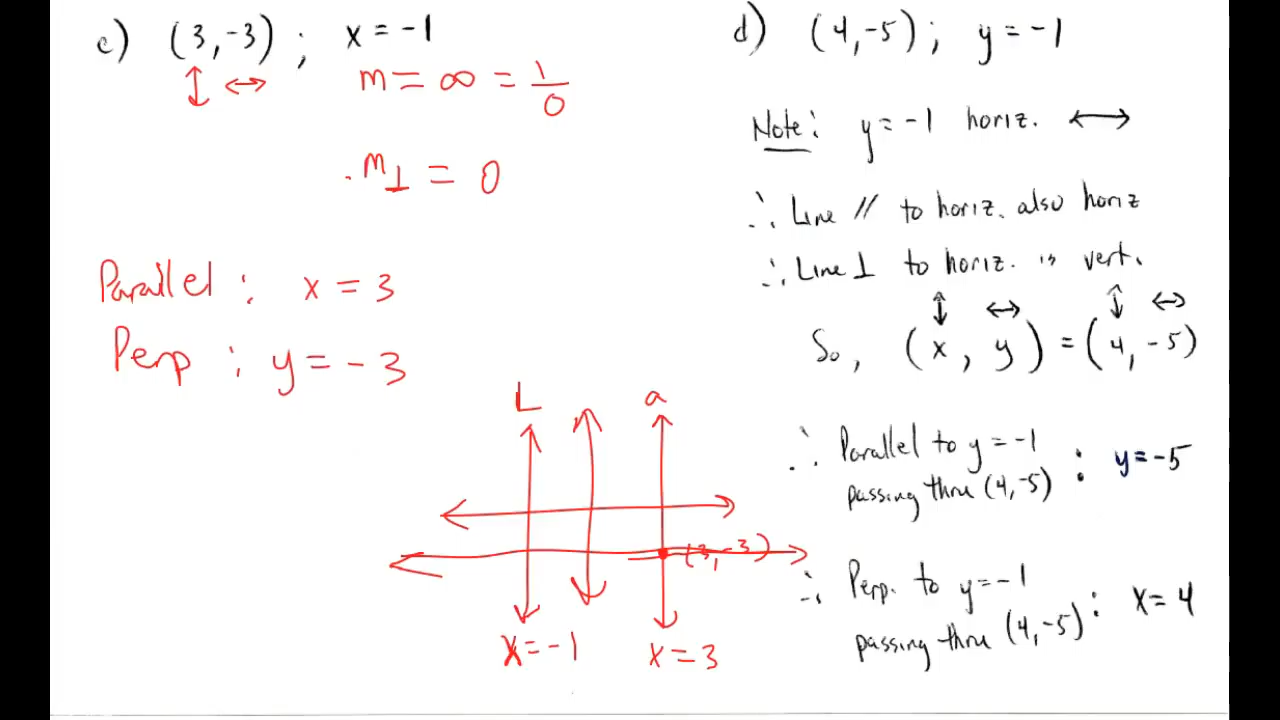 c) (3,-3) ; x = -1
↕ ↔ m = ∞ = 1/0
m⊥ = 0
Parallel : x = 3
Perp : y = -3
L a
(3,-3)
x = -1 x = 3
d) (4,-5) ; y = -1
Note: y = -1 horiz. ↔
∴ Line // to horiz. also horiz
∴ Line ⊥ to horiz. is vert.
↕ ↔ ↕ ↔
So, (x, y) = (4, -5)
∴ Parallel to y = -1
passing thru (4,-5) : y = -5
∴ Perp. to y = -1
passing thru (4,-5) : x = 4